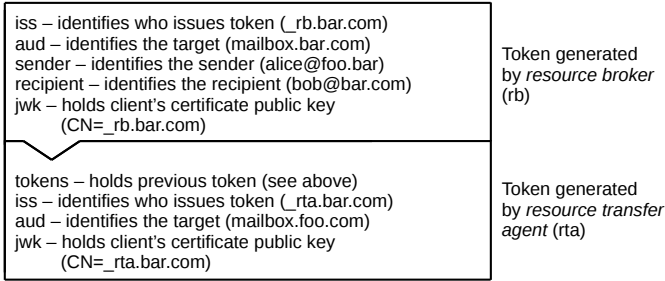 iss – identifies who issues token (_rb.bar.com)
aud – identifies the target (mailbox.bar.com)
sender – identifies the sender (alice@foo.bar)
recipient – identifies the recipient (bob@bar.com)
jwk – holds client's certificate public key
(CN=_rb.bar.com)
Token generated
by resource broker
(rb)
tokens – holds previous token (see above)
iss – identifies who issues token (_rta.bar.com)
aud – identifies the target (mailbox.foo.com)
jwk – holds client's certificate public key
(CN=_rta.bar.com)
Token generated
by resource transfer
agent (rta)